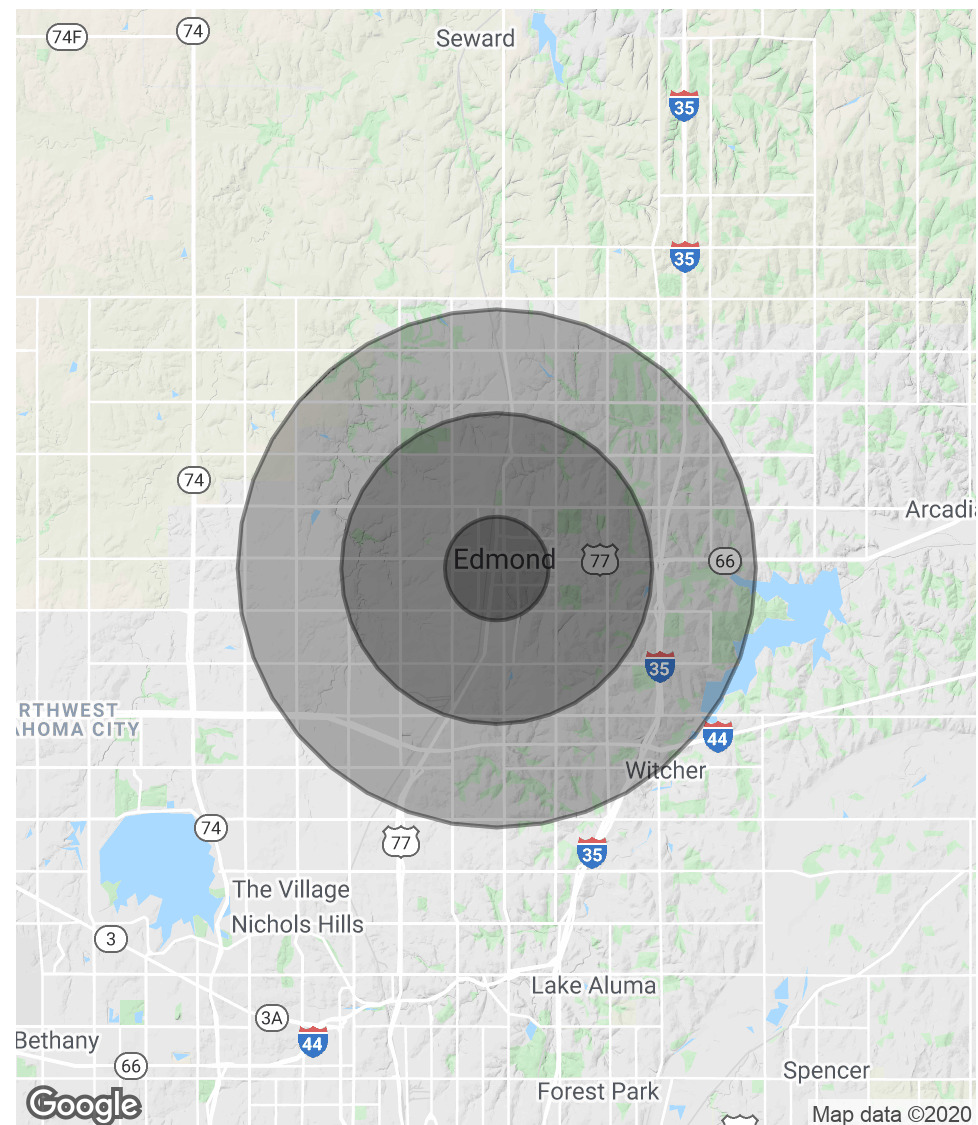 74F
74
Seward
35
35
74
Arcadia
Edmond
77
66
35
RTHWEST
AHOMA CITY
44
Witcher
74
77
35
The Village
Nichols Hills
3
Lake Aluma
3A
44
Bethany
66
Spencer
Forest Park
Google
Map data ©2020